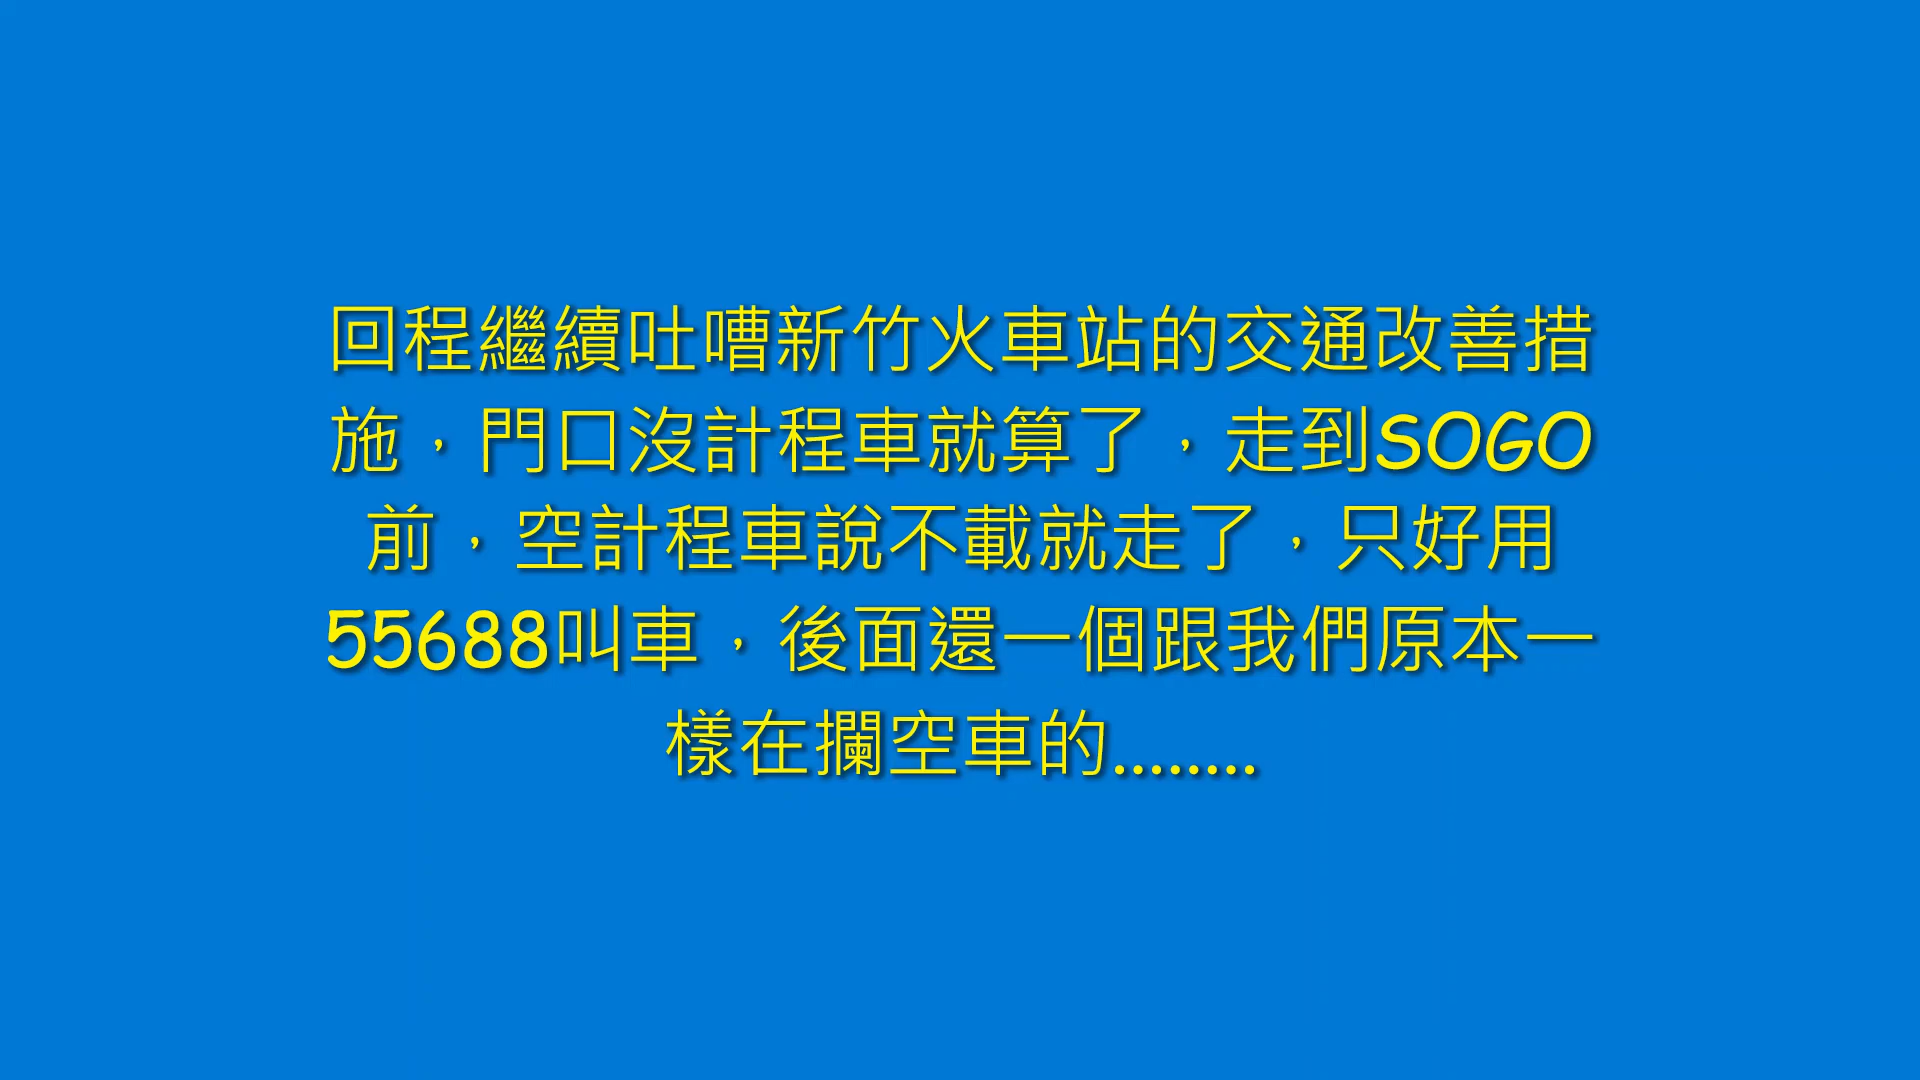 回程繼續吐嘈新竹火車站的交通改善措
施，門口沒計程車就算了，走到SOGO
前，空計程車說不載就走了，只好用
55688叫車，後面還一個跟我們原本一
樣在攔空車的........